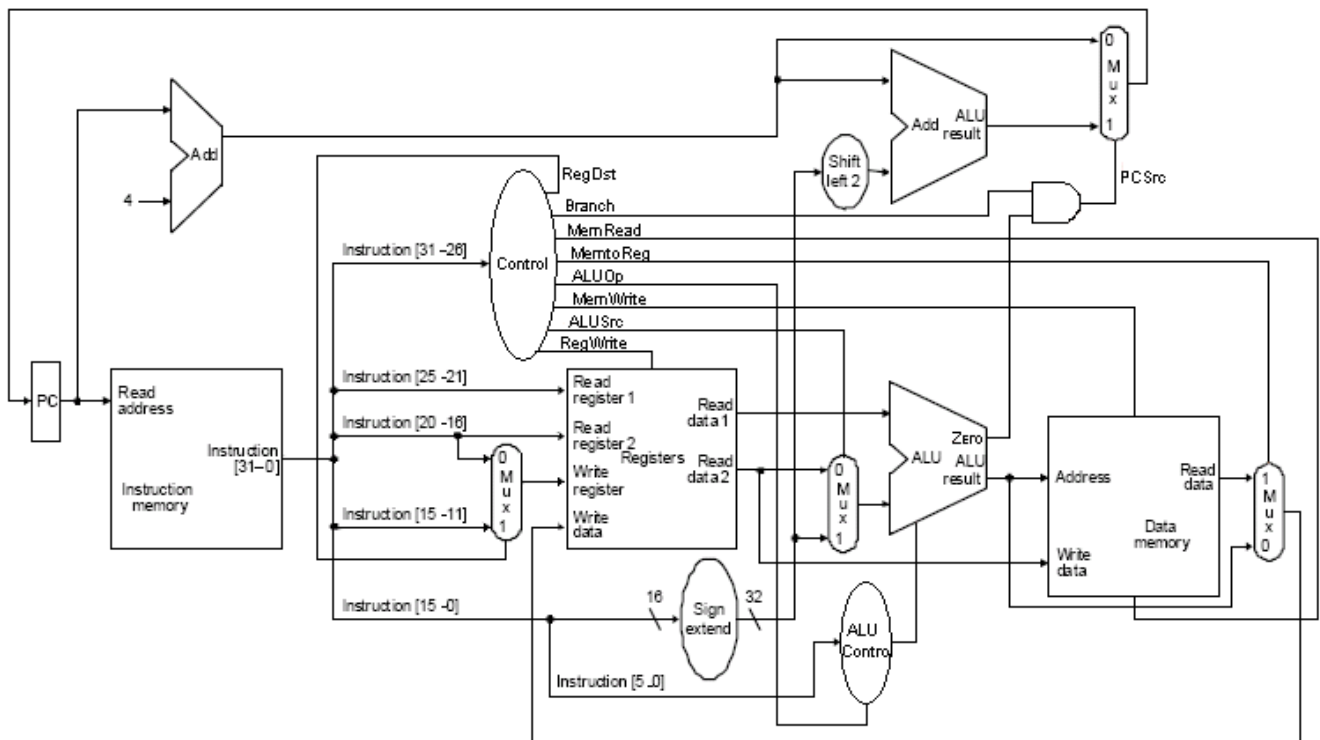 0
M
u
x
1
Add
ALU
result
Add
Shift
left 2
PCSrc
4
RegDst
Branch
MemRead
MemtoReg
ALUOp
MemWrite
ALUSrc
RegWrite
Control
Instruction [31–26]
PC
Read
address
Instruction
[31–0]
Instruction
memory
Instruction [25-21]
Instruction [20-16]
Instruction [15-11]
Instruction [15-0]
0
M
u
x
1
Read
register 1
Read
register 2
Write
register
Write
data
Registers
Read
data 1
Read
data 2
0
M
u
x
1
Zero
ALU
ALU
result
Address
Write
data
Read
data
Data
memory
1
M
u
x
0
16
Sign
extend
32
ALU
Contro
Instruction [5..0]